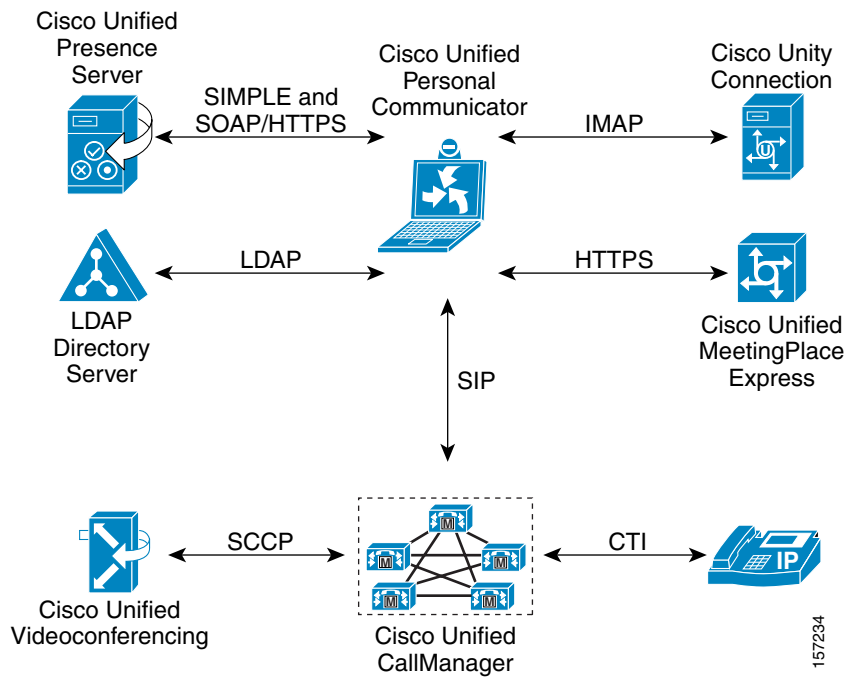 Cisco Unified
Presence
Server
Cisco Unified
Personal
Communicator
Cisco Unity
Connection
SIMPLE and
SOAP/HTTPS
IMAP
U
LDAP
HTTPS
LDAP
Directory
Server
Cisco Unified
MeetingPlace
Express
SIP
SCCP
M
M
M
M
M
CTI
IP
Cisco Unified
Videoconferencing
Cisco Unified
CallManager
157234